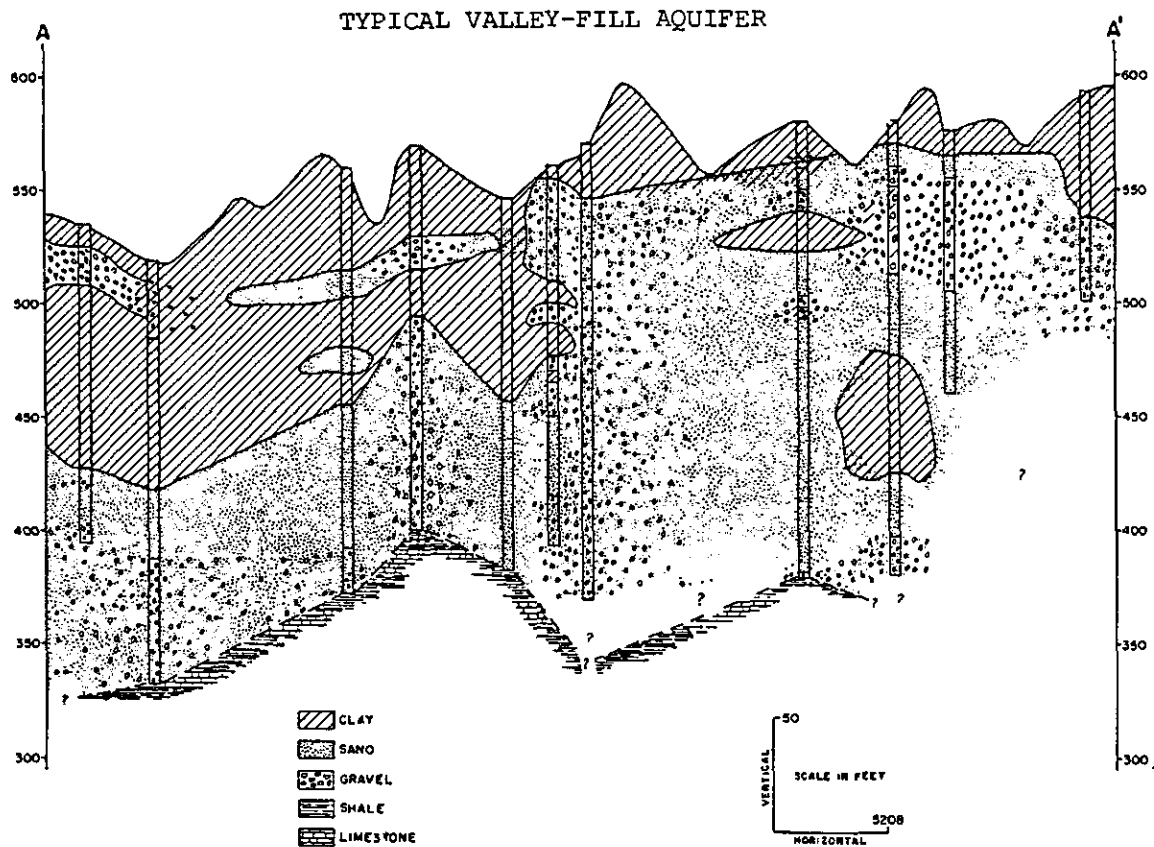 TYPICAL VALLEY-FILL AQUIFER
A A'
600 600
550 550
500 500
450 450
400 400
350 350
300 300
?
?
?
?
?
?
?
CLAY
SAND
GRAVEL
SHALE
LIMESTONE
50
VERTICAL
SCALE IN FEET
5208
HORIZONTAL